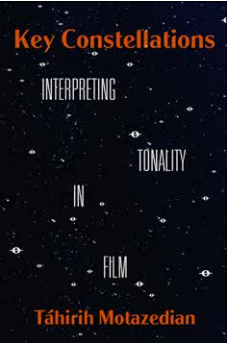 Key Constellations
INTERPRETING
TONALITY
IN
FILM
Táhirih Motazedian